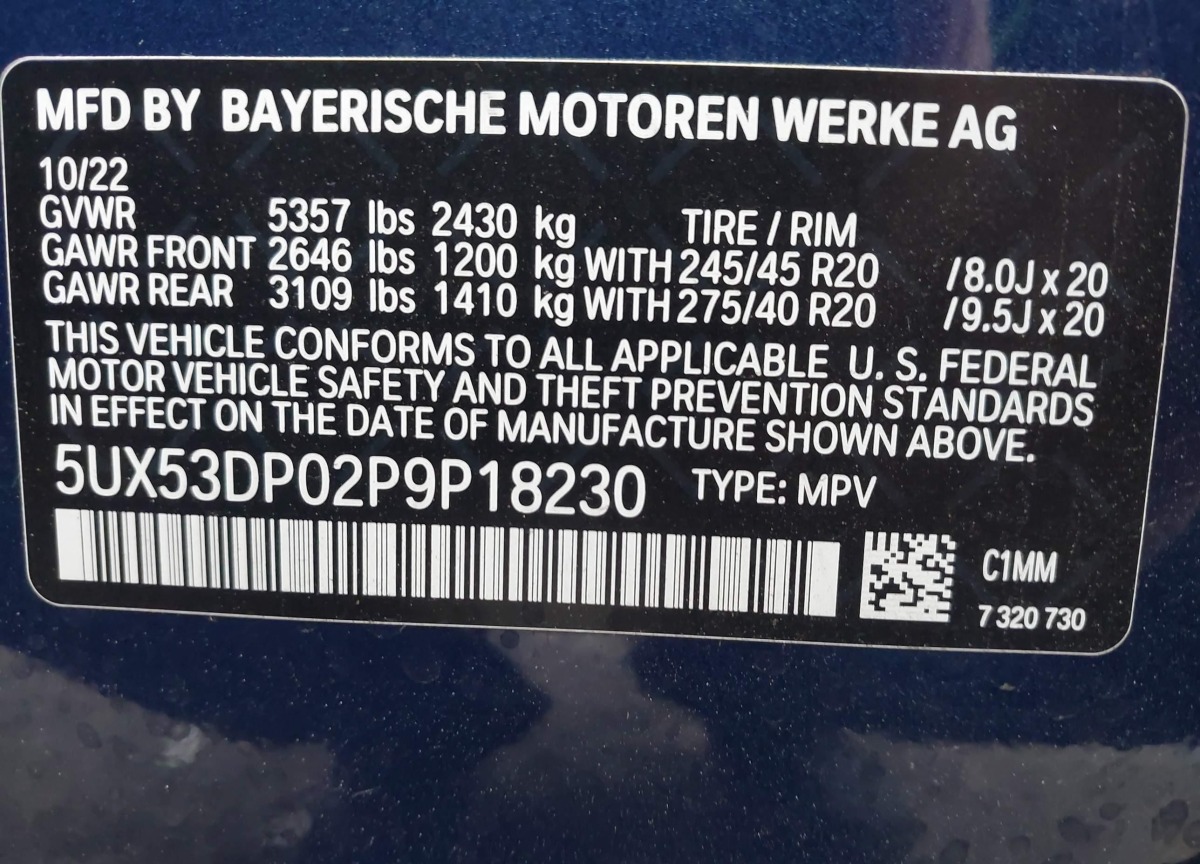 MFD BY BAYERISCHE MOTOREN WERKE AG
10/22
GVWR 5357 lbs 2430 kg TIRE / RIM
GAWR FRONT 2646 lbs 1200 kg WITH 245/45 R20 /8.0J x 20
GAWR REAR 3109 lbs 1410 kg WITH 275/40 R20 /9.5J x 20
THIS VEHICLE CONFORMS TO ALL APPLICABLE U. S. FEDERAL
MOTOR VEHICLE SAFETY AND THEFT PREVENTION STANDARDS
IN EFFECT ON THE DATE OF MANUFACTURE SHOWN ABOVE.
5UX53DP02P9P18230 TYPE: MPV
C1MM
7 320 730